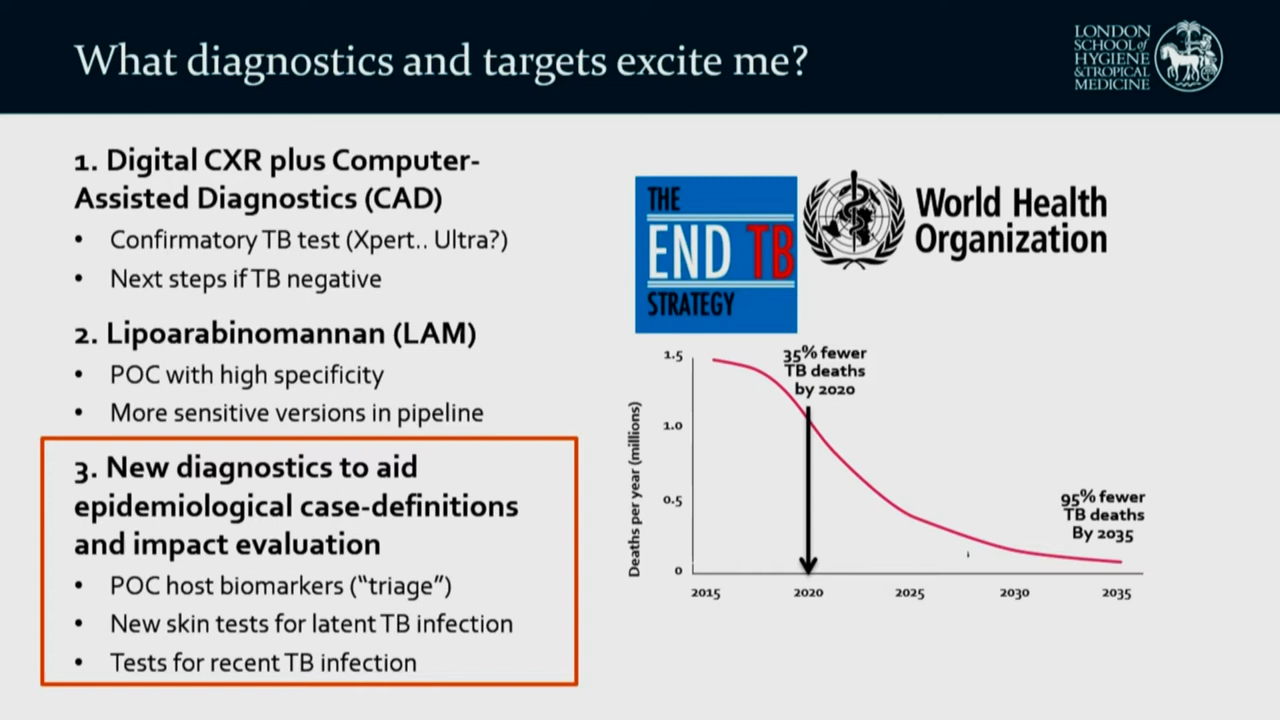 What diagnostics and targets excite me?
LONDON
SCHOOL of
HYGIENE
& TROPICAL
MEDICINE
1. Digital CXR plus Computer-
Assisted Diagnostics (CAD)
• Confirmatory TB test (Xpert.. Ultra?)
• Next steps if TB negative
2. Lipoarabinomannan (LAM)
• POC with high specificity
• More sensitive versions in pipeline
3. New diagnostics to aid
epidemiological case-definitions
and impact evaluation
• POC host biomarkers (“triage”)
• New skin tests for latent TB infection
• Tests for recent TB infection
THE
END TB
STRATEGY
World Health
Organization
35% fewer
TB deaths
by 2020
95% fewer
TB deaths
By 2035
Deaths per year (millions)
1.5
1.0
0.5
0
2015
2020
2025
2030
2035